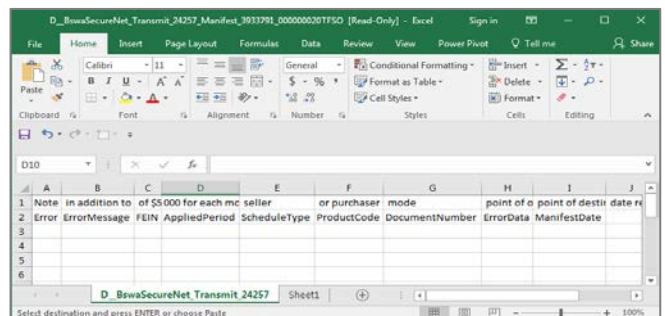 D__BswaSecureNet_Transmit_24257_Manifest_3933791_000000020TFSO [Read-Only] - Excel Sign in
File Home Insert Page Layout Formulas Data Review View Power Pivot Tell me Share
Calibri 11 General Conditional Formatting Insert
Paste B I U A A $ % Format as Table Delete
Cell Styles Format
Clipboard Font Alignment Number Styles Cells Editing
D10 fx
A B C D E F G H I J
1 Note in addition to of $5 000 for each mo seller or purchaser mode point of o point of destin date re
2 Error ErrorMessage FEIN AppliedPeriod ScheduleType ProductCode DocumentNumber ErrorData ManifestDate
3
4
5
6
D__BswaSecureNet_Transmit_24257 Sheet1
Select destination and press ENTER or choose Paste 100%